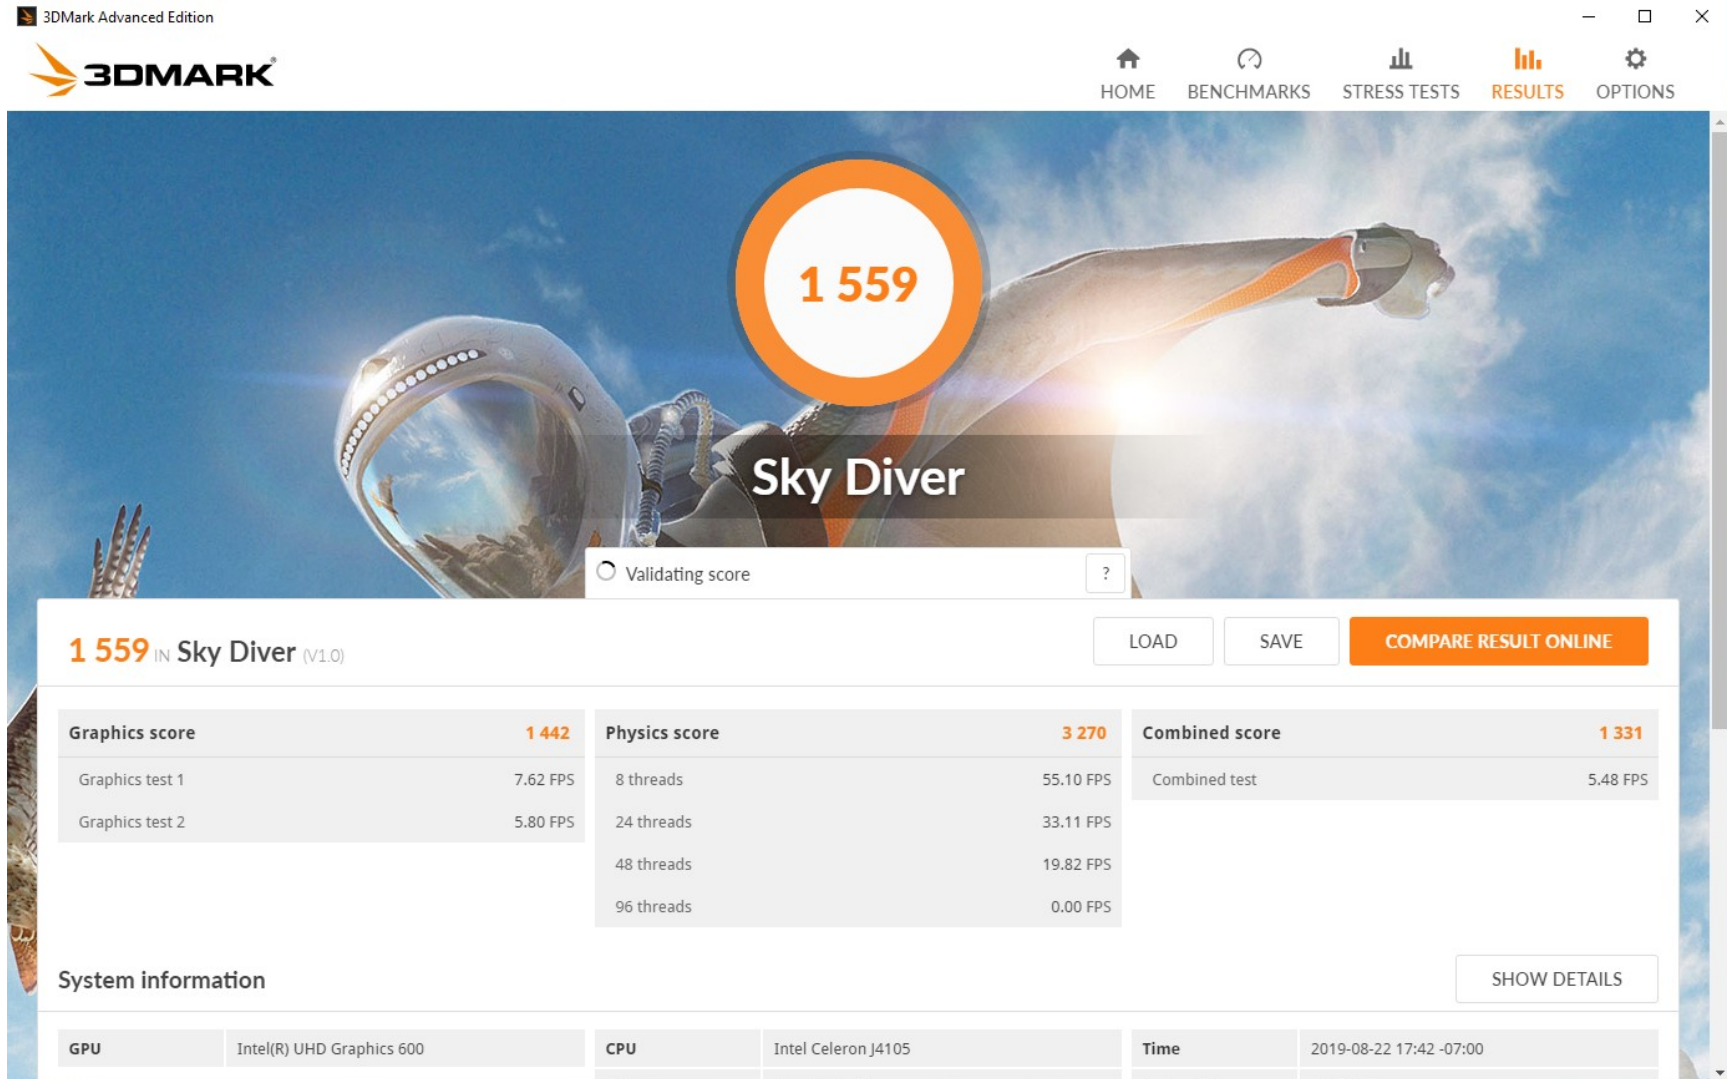 3DMark Advanced Edition
3DMARK®
HOME
BENCHMARKS
STRESS TESTS
RESULTS
OPTIONS
1 559
Sky Diver
Validating score
?
1 559 IN Sky Diver (V1.0)
LOAD
SAVE
COMPARE RESULT ONLINE
Graphics score 1 442
Graphics test 1 7.62 FPS
Graphics test 2 5.80 FPS
Physics score 3 270
8 threads 55.10 FPS
24 threads 33.11 FPS
48 threads 19.82 FPS
96 threads 0.00 FPS
Combined score 1 331
Combined test 5.48 FPS
System information
SHOW DETAILS
GPU Intel(R) UHD Graphics 600
CPU Intel Celeron J4105
Time 2019-08-22 17:42 -07:00